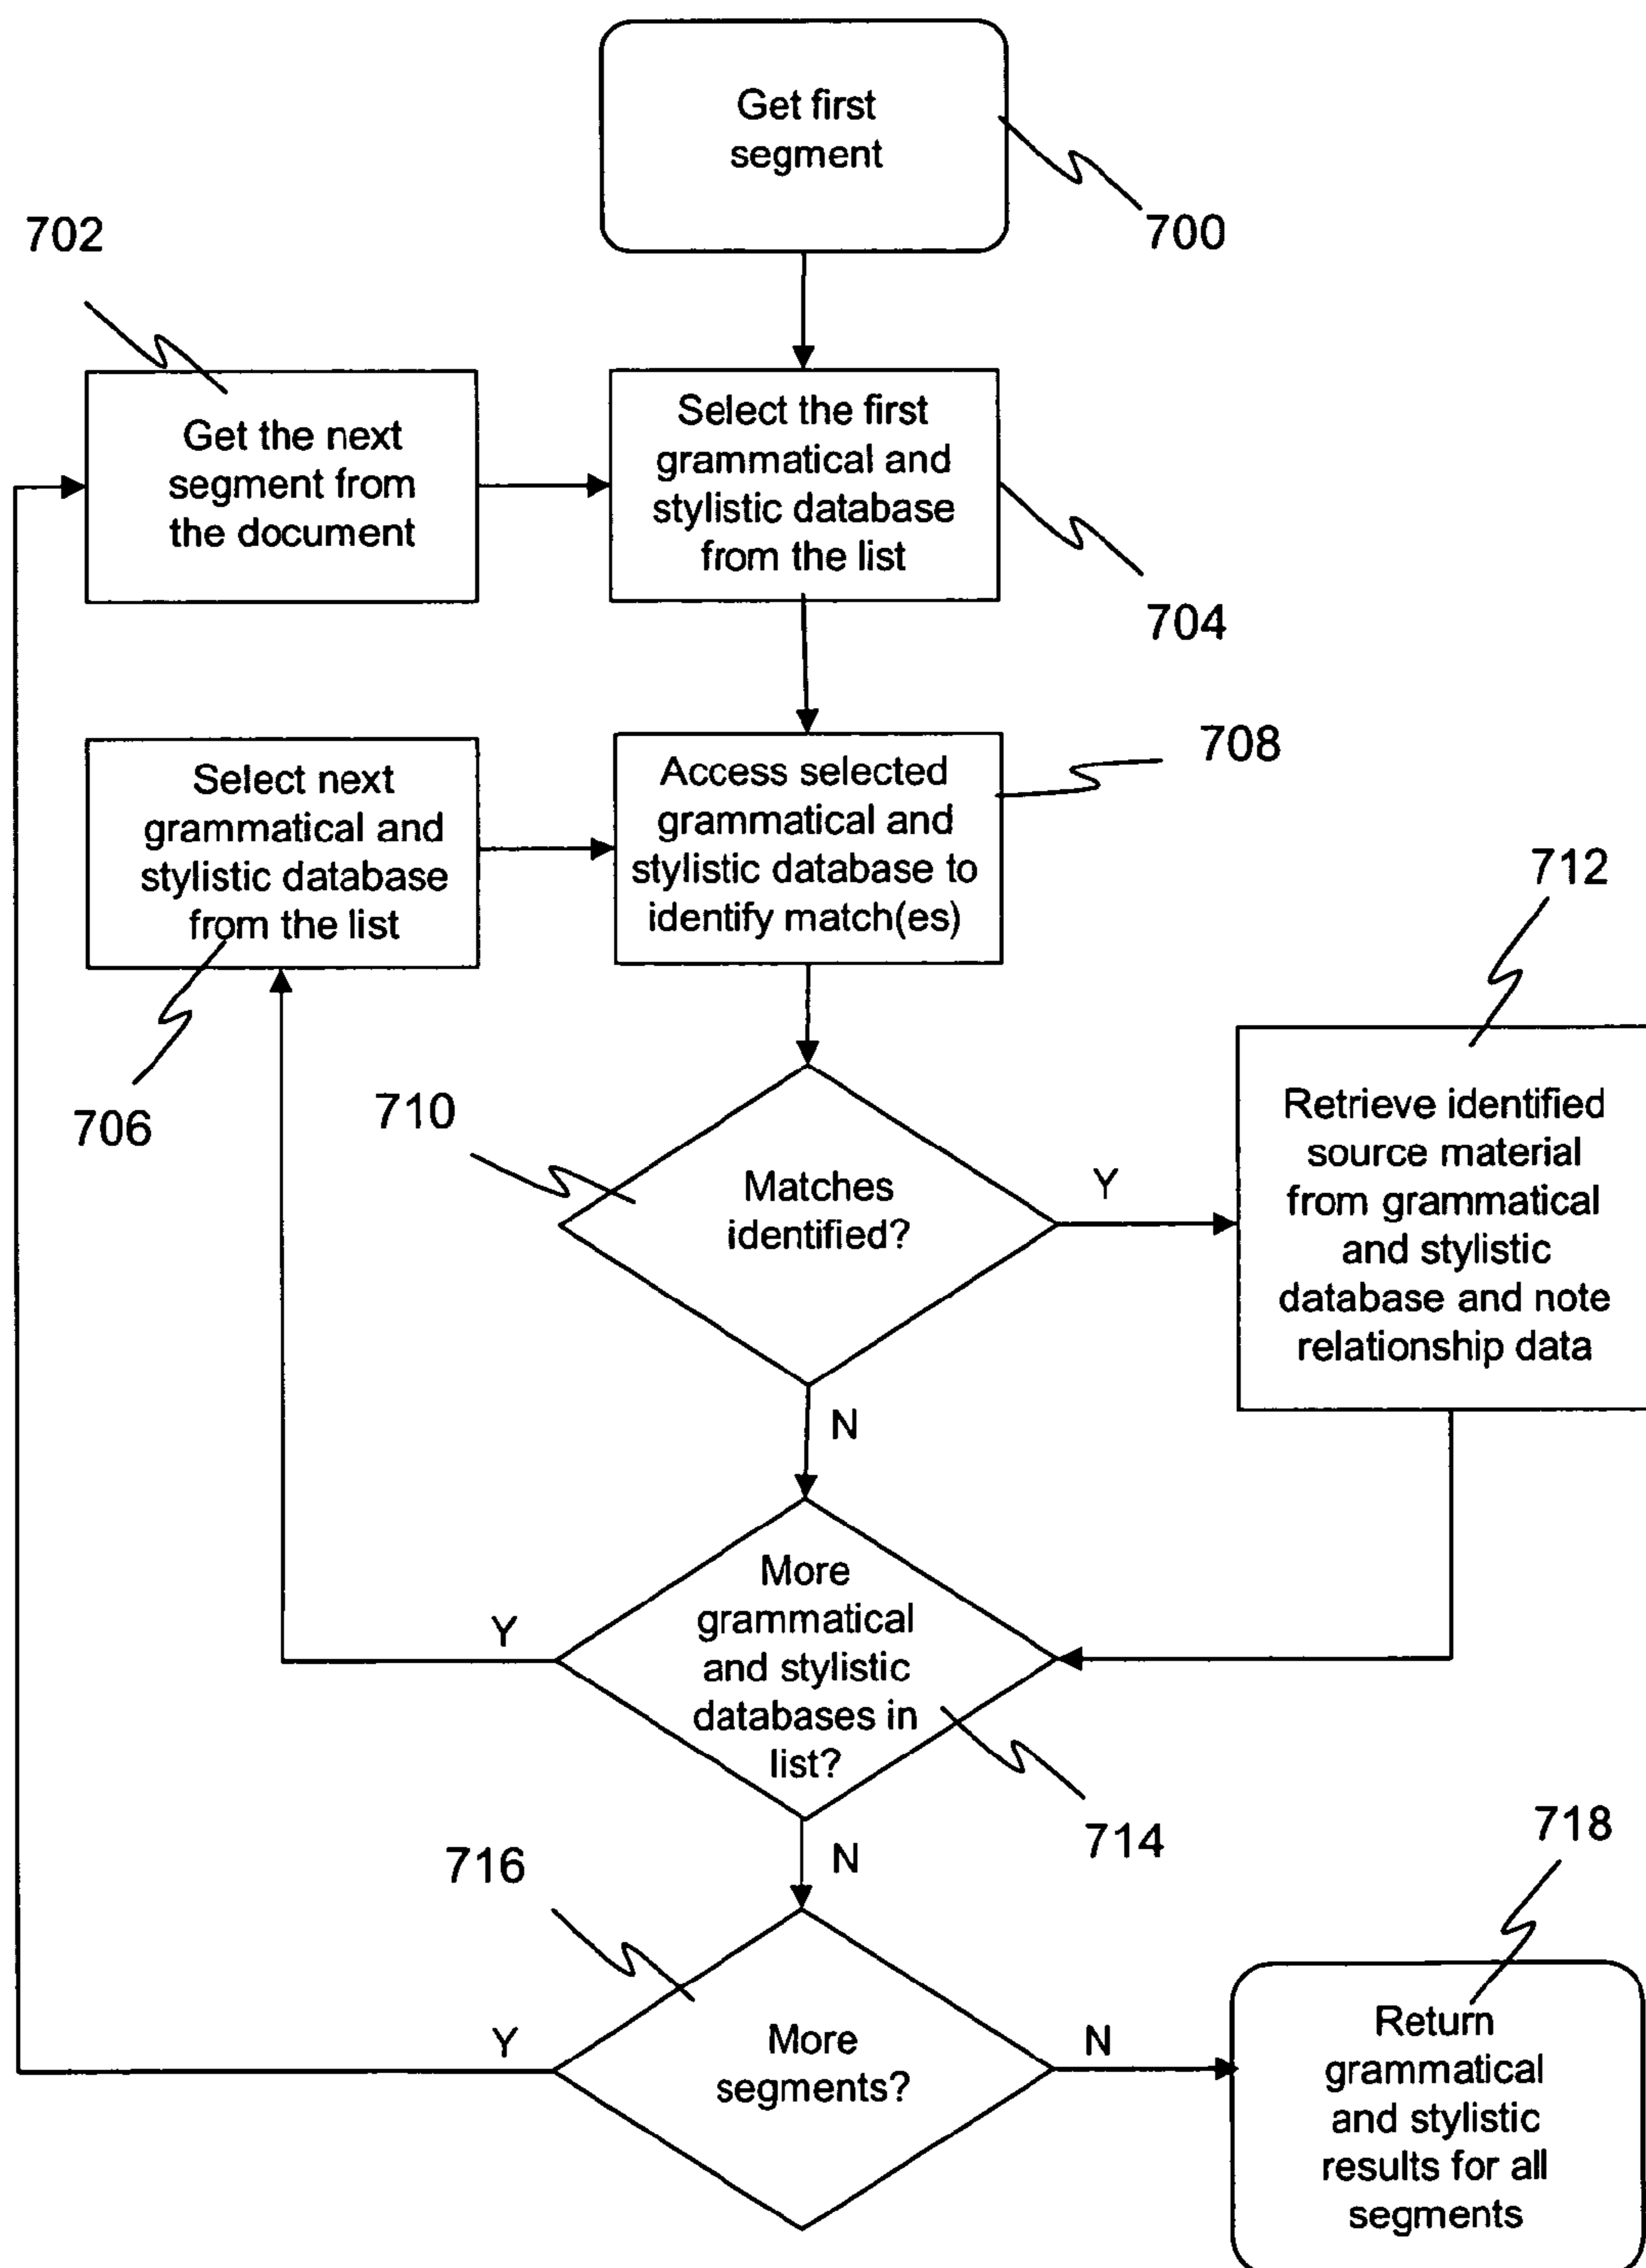 Get first
segment
700
702
Get the next
segment from
the document
Select the first
grammatical and
stylistic database
from the list
704
Select next
grammatical and
stylistic database
from the list
706
Access selected
grammatical and
stylistic database to
identify match(es)
708
710
Matches
identified?
Y
N
712
Retrieve identified
source material
from grammatical
and stylistic
database and note
relationship data
More
grammatical
and stylistic
databases in
list?
Y
N
714
716
More
segments?
Y
N
718
Return
grammatical
and stylistic
results for all
segments